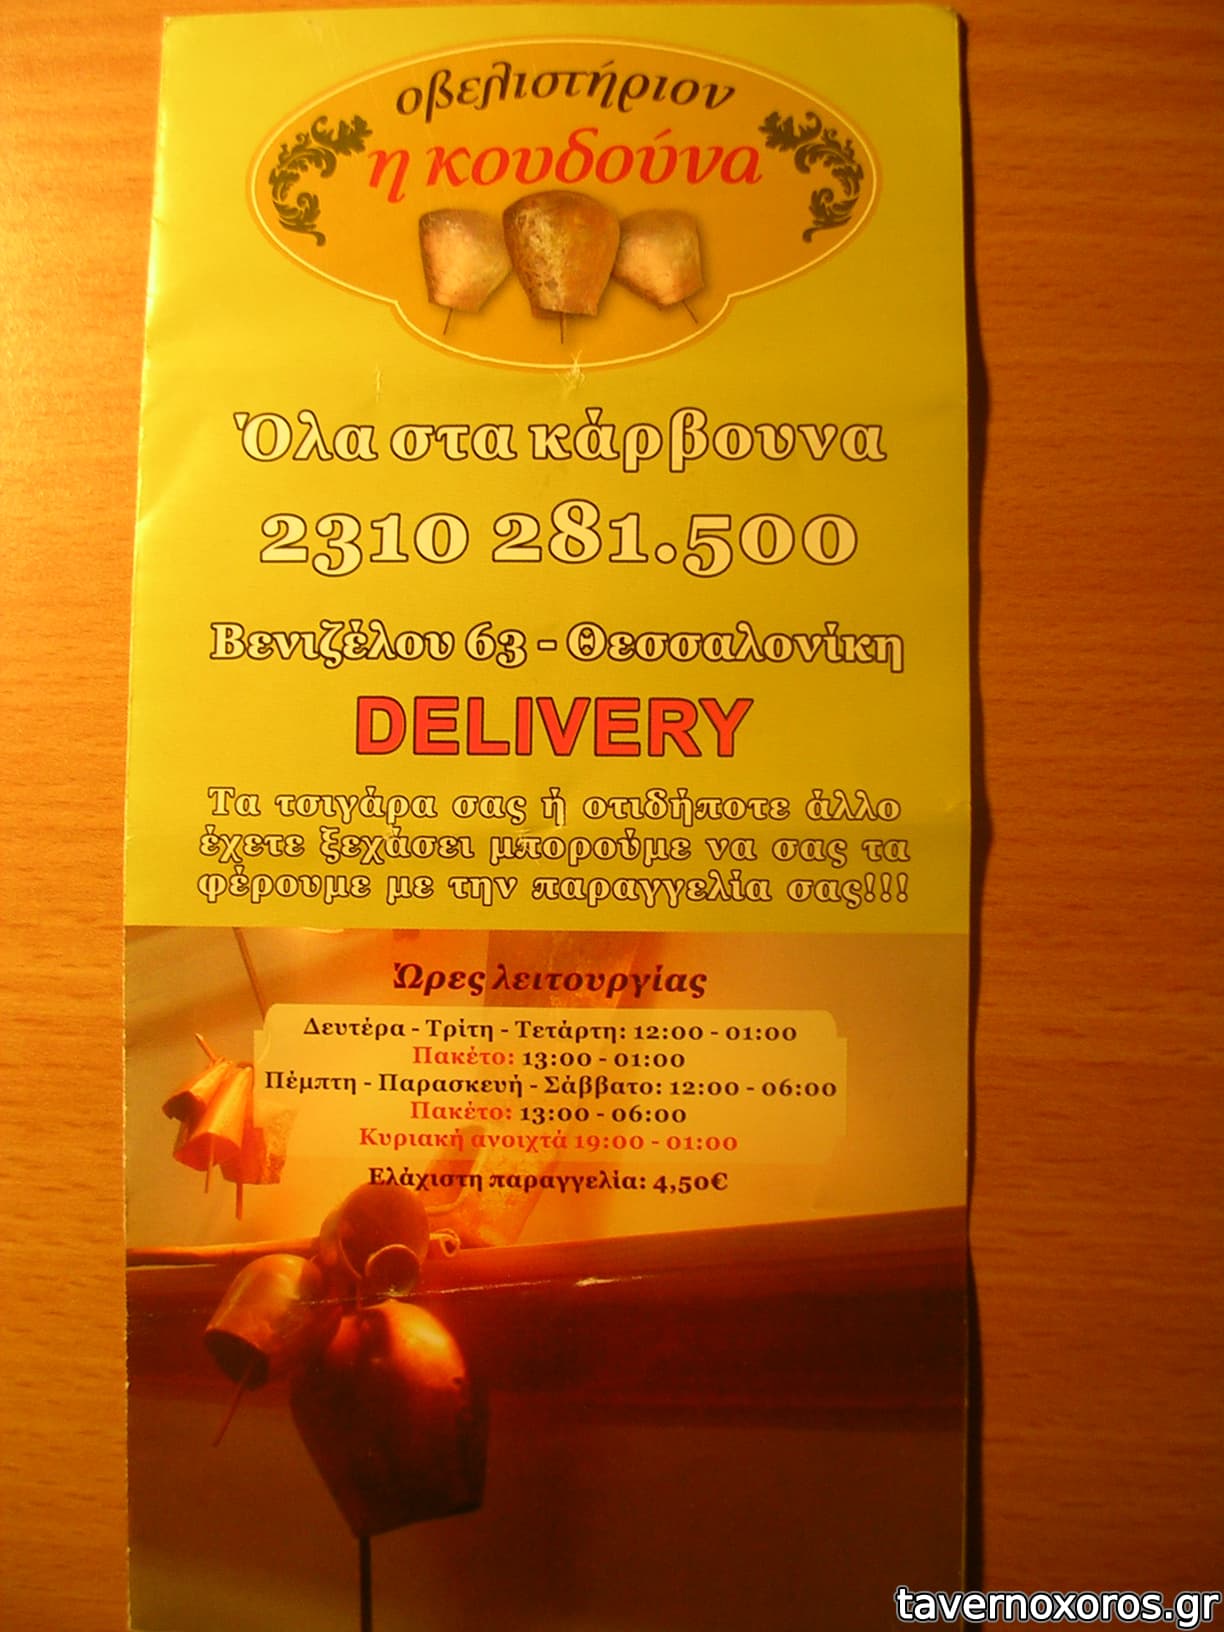 οβελιστήριον
η κουδούνα
Όλα στα κάρβουνα
2310 281.500
Βενιζέλου 63 - Θεσσαλονίκη
DELIVERY
Τα τσιγάρα σας ή οτιδήποτε άλλο
έχετε ξεχάσει μπορούμε να σας τα
φέρουμε με την παραγγελία σας!!!
Ώρες λειτουργίας
Δευτέρα - Τρίτη - Τετάρτη: 12:00 - 01:00
Πακέτο: 13:00 - 01:00
Πέμπτη - Παρασκευή - Σάββατο: 12:00 - 06:00
Πακέτο: 13:00 - 06:00
Κυριακή ανοιχτά 19:00 - 01:00
Ελάχιστη παραγγελία: 4,50€
tavernoxoros.gr